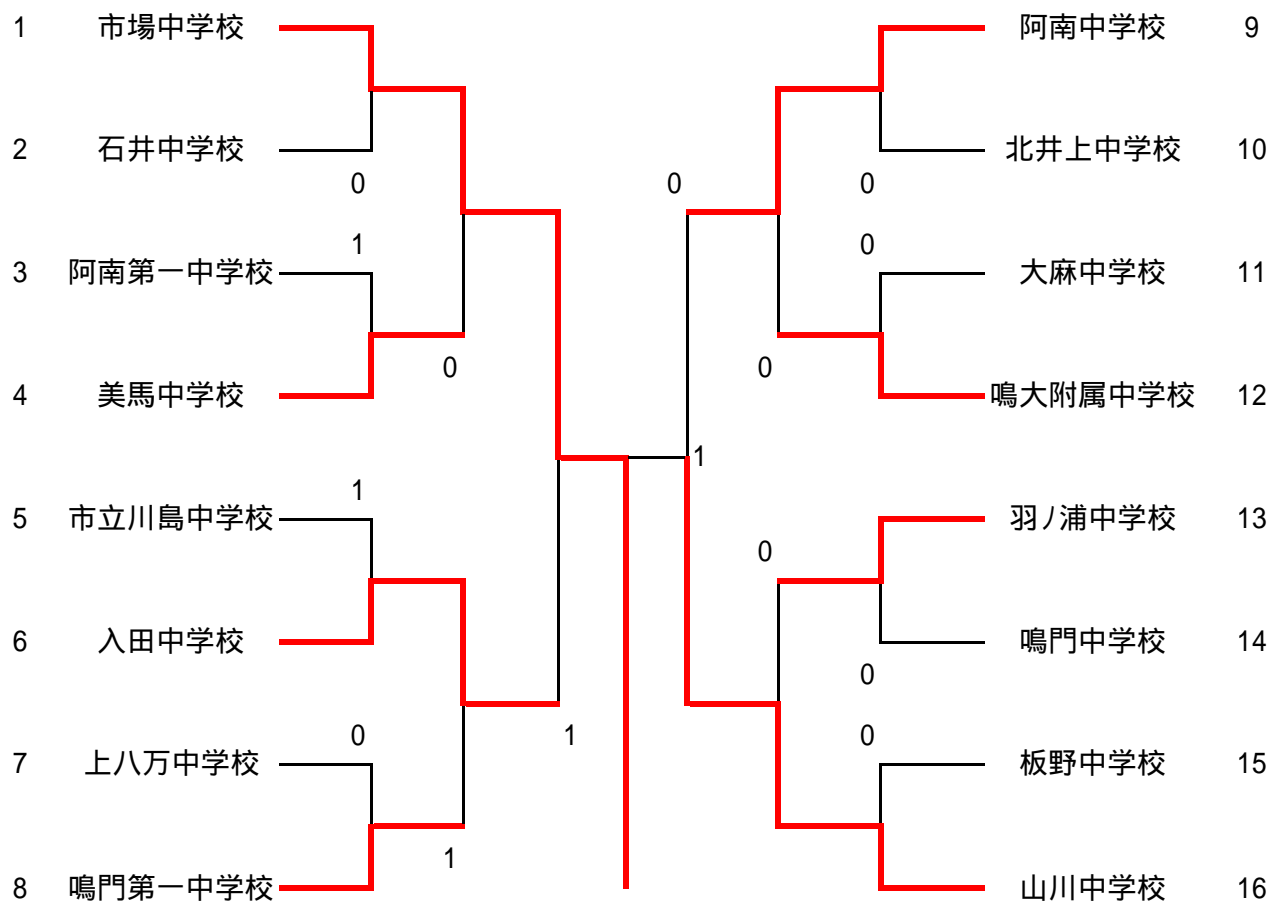 1 市場中学校 阿南中学校 9
2 石井中学校 北井上中学校 10
0 0 0
1 0
3 阿南第一中学校 大麻中学校 11
0 0
4 美馬中学校 鳴大附属中学校 12
1
1
5 市立川島中学校 羽ノ浦中学校 13
0
6 入田中学校 鳴門中学校 14
0
0 1 0
7 上八万中学校 板野中学校 15
1
8 鳴門第一中学校 山川中学校 16